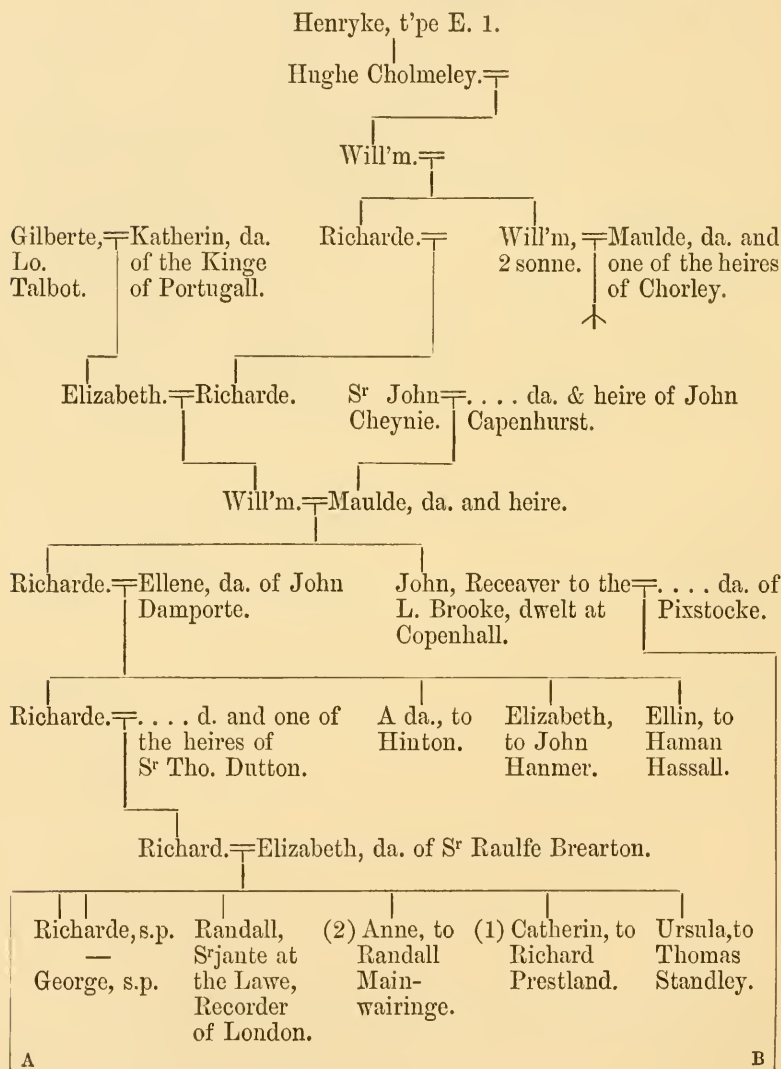 Henryke, t'pe E. 1.
Hughe Cholmeley.
Will'm.
Gilberte, Lo. Talbot.
Katherin, da. of the Kinge of Portugall.
Richarde.
Will'm, 2 sonne.
Maulde, da. and one of the heires of Chorley.
Elizabeth.
Richarde.
Sr John Cheynie.
.... da. & heire of John Capenhurst.
Will'm.
Maulde, da. and heire.
Richarde.
Ellene, da. of John Damporte.
John, Receaver to the L. Brooke, dwelt at Copenhall.
.... da. of Pixstocke.
Richarde.
.... d. and one of the heires of Sr Tho. Dutton.
A da., to Hinton.
Elizabeth, to John Hanmer.
Ellin, to Haman Hassall.
Richard.
Elizabeth, da. of Sr Raulfe Brearton.
Richarde, s.p.
—
George, s.p.
Randall, Srjante at the Lawe, Recorder of London.
(2) Anne, to Randall Main-wairinge.
(1) Catherin, to Richard Prestland.
Ursula, to Thomas Standley.
A
B